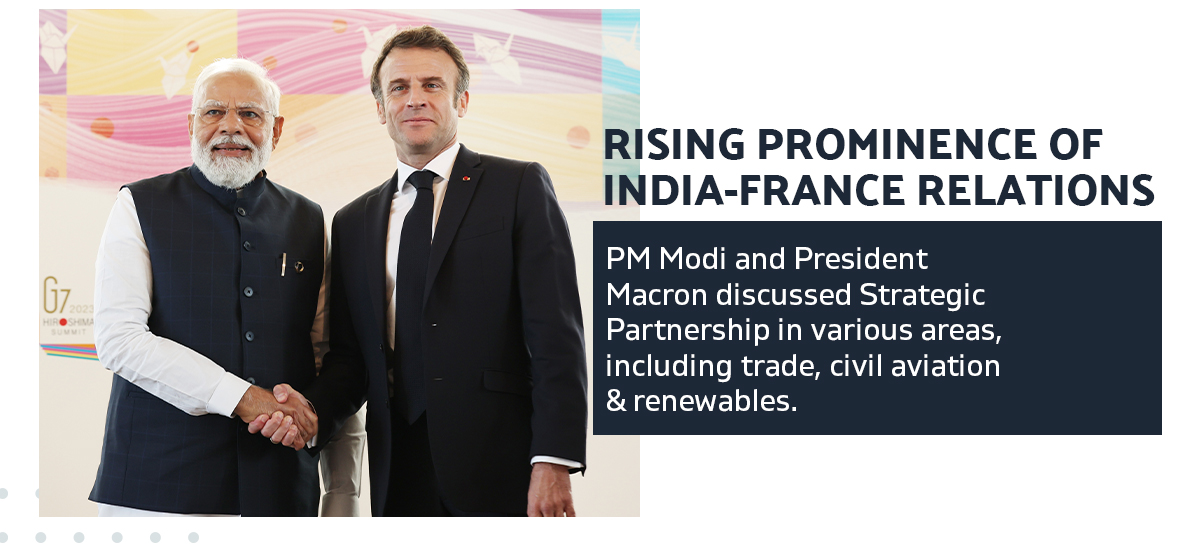 RISING PROMINENCE OF
INDIA-FRANCE RELATIONS
PM Modi and President
Macron discussed Strategic
Partnership in various areas,
including trade, civil aviation
& renewables.
G7 2023
HIROSHIMA
SUMMIT